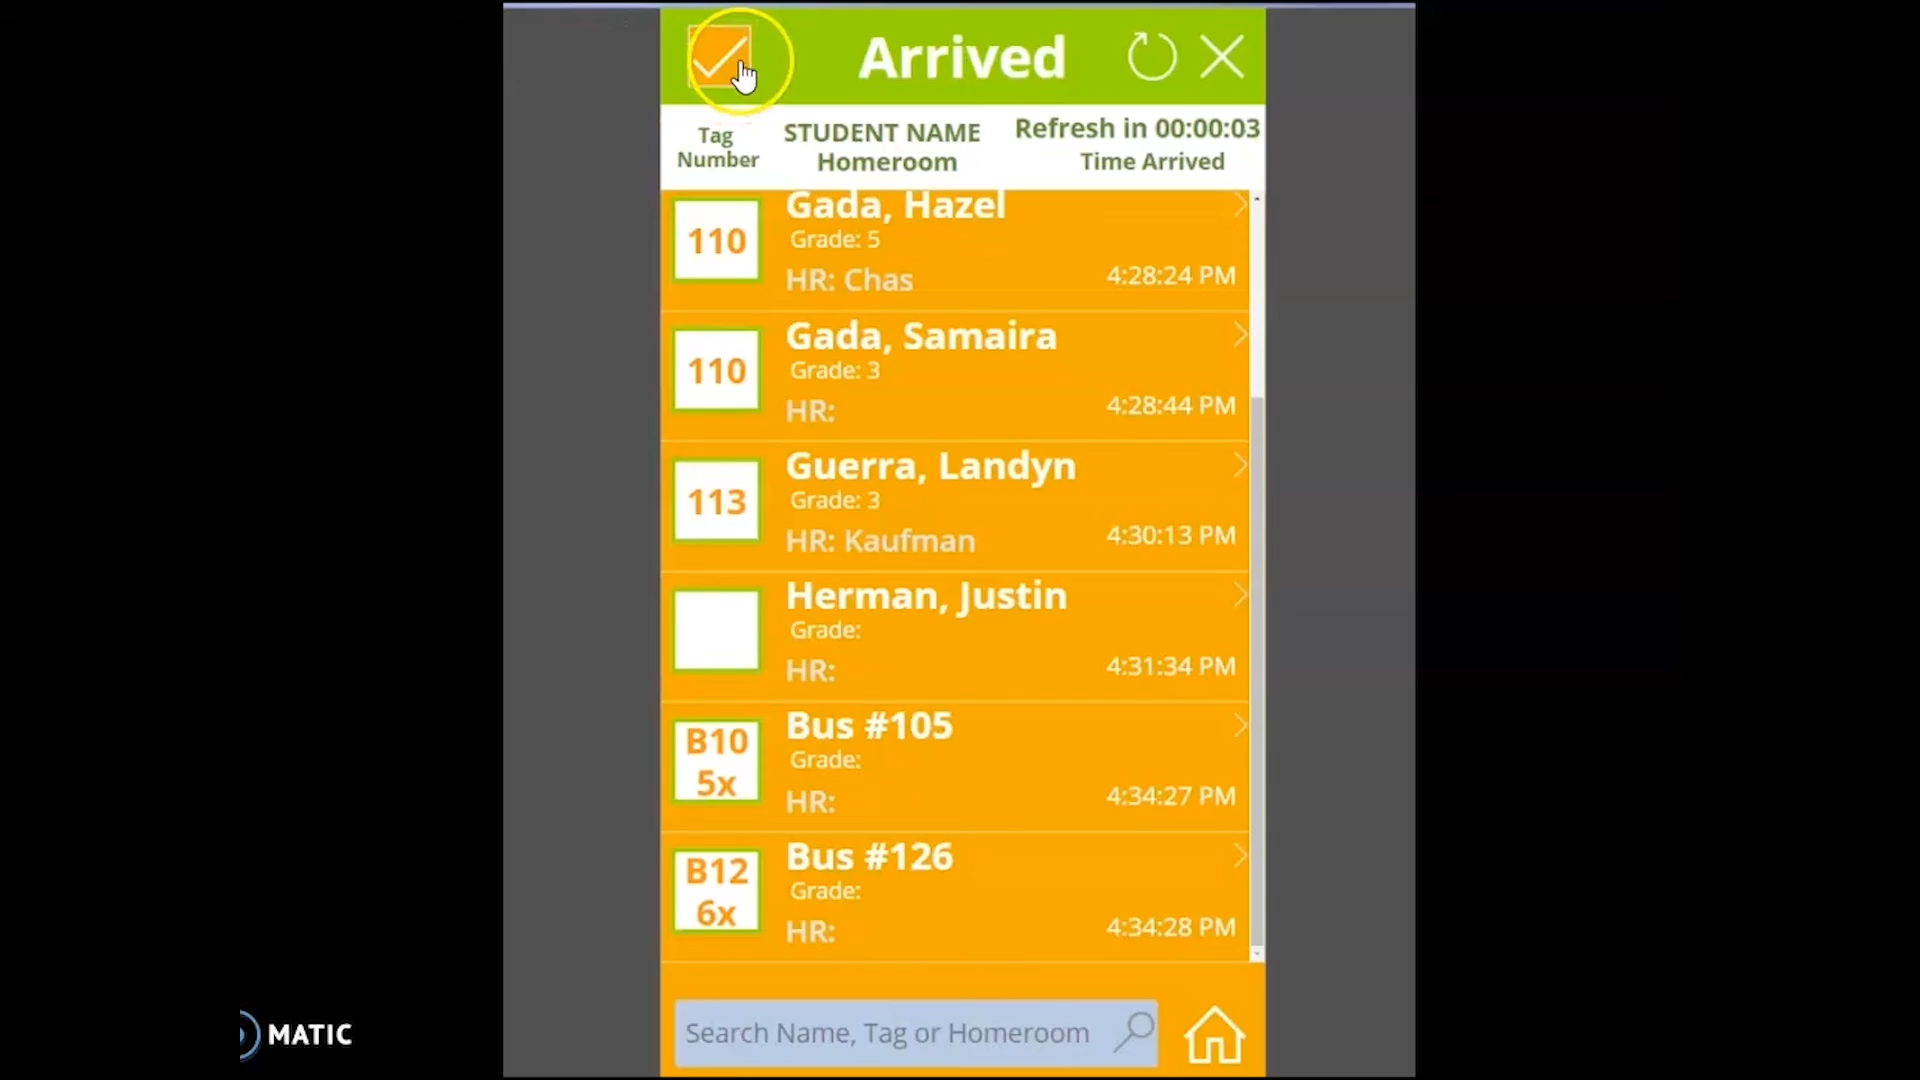 Arrived
Tag
Number
STUDENT NAME
Homeroom
Refresh in 00:00:03
Time Arrived
110
Gada, Hazel
Grade: 5
HR: Chas
4:28:24 PM
110
Gada, Samaira
Grade: 3
HR:
4:28:44 PM
113
Guerra, Landyn
Grade: 3
HR: Kaufman
4:30:13 PM
Herman, Justin
Grade:
HR:
4:31:34 PM
B10
5x
Bus #105
Grade:
HR:
4:34:27 PM
B12
6x
Bus #126
Grade:
HR:
4:34:28 PM
Search Name, Tag or Homeroom
MATIC